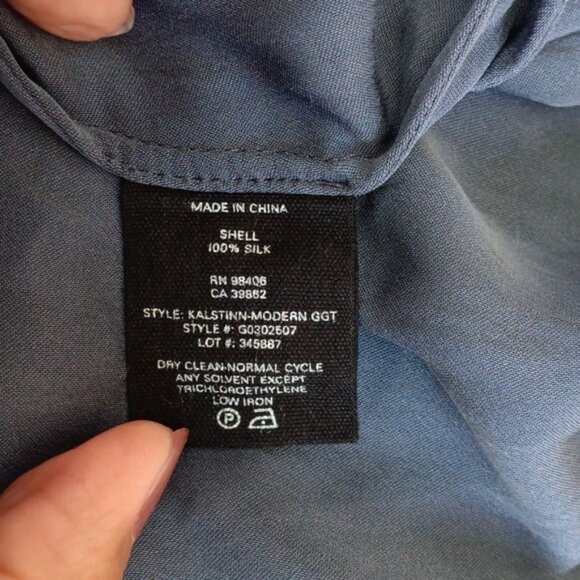 MADE IN CHINA
SHELL
100% SILK
RN 98406
CA 39852
STYLE: KALSTINN-MODERN GGT
STYLE #: G0302507
LOT #: 345887
DRY CLEAN-NORMAL CYCLE
ANY SOLVENT EXCEPT
TRICHLOROETHYLENE
LOW IRON
P